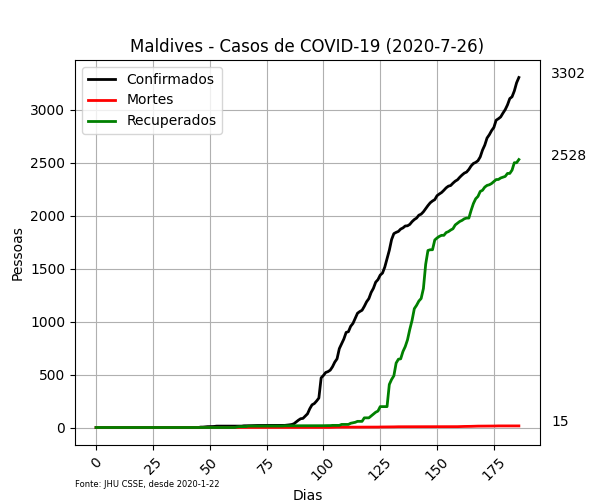 Maldives - Casos de COVID-19 (2020-7-26)
Confirmados
Mortes
Recuperados
3302
2528
15
Pessoas
3000
2500
2000
1500
1000
500
0
0
25
50
75
100
125
150
175
Fonte: JHU CSSE, desde 2020-1-22
Dias